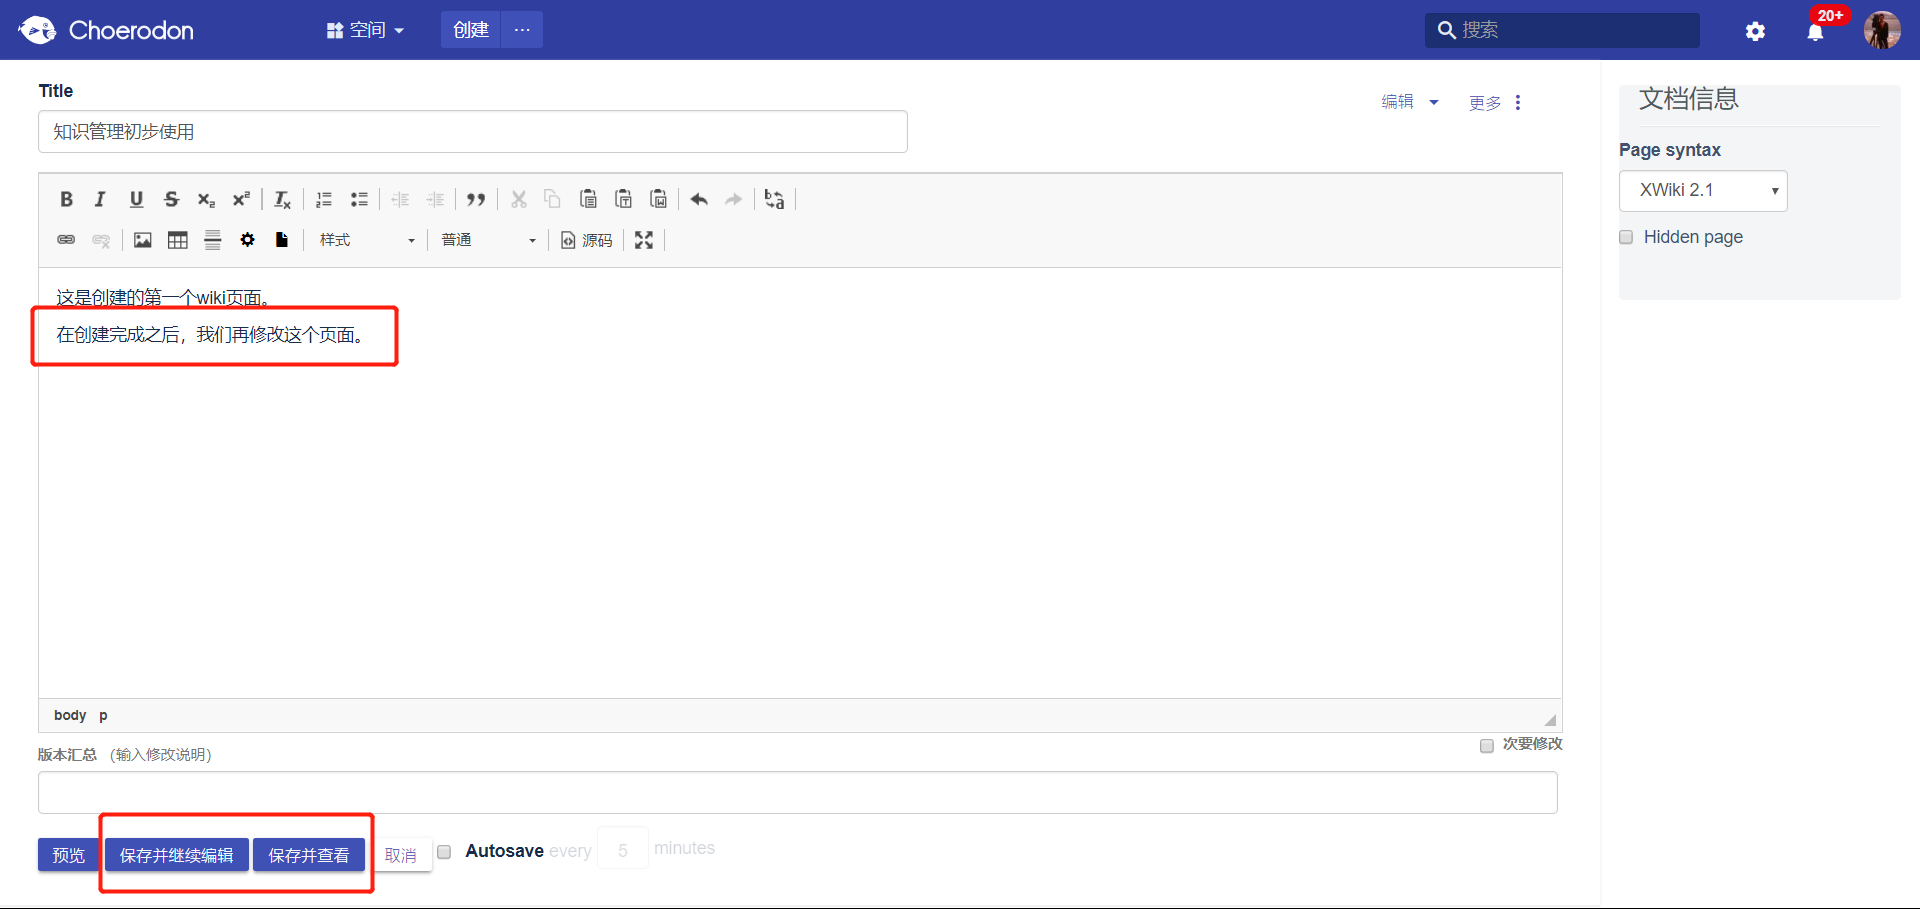 Choerodon
空间
创建
···
搜索
20+
Title
编辑
更多
知识管理初步使用
样式
普通
源码
这是创建的第一个wiki页面。
在创建完成之后，我们再修改这个页面。
body p
版本汇总 (输入修改说明)
次要修改
预览
保存并继续编辑
保存并查看
取消
Autosave every 5 minutes
文档信息
Page syntax
XWiki 2.1
Hidden page